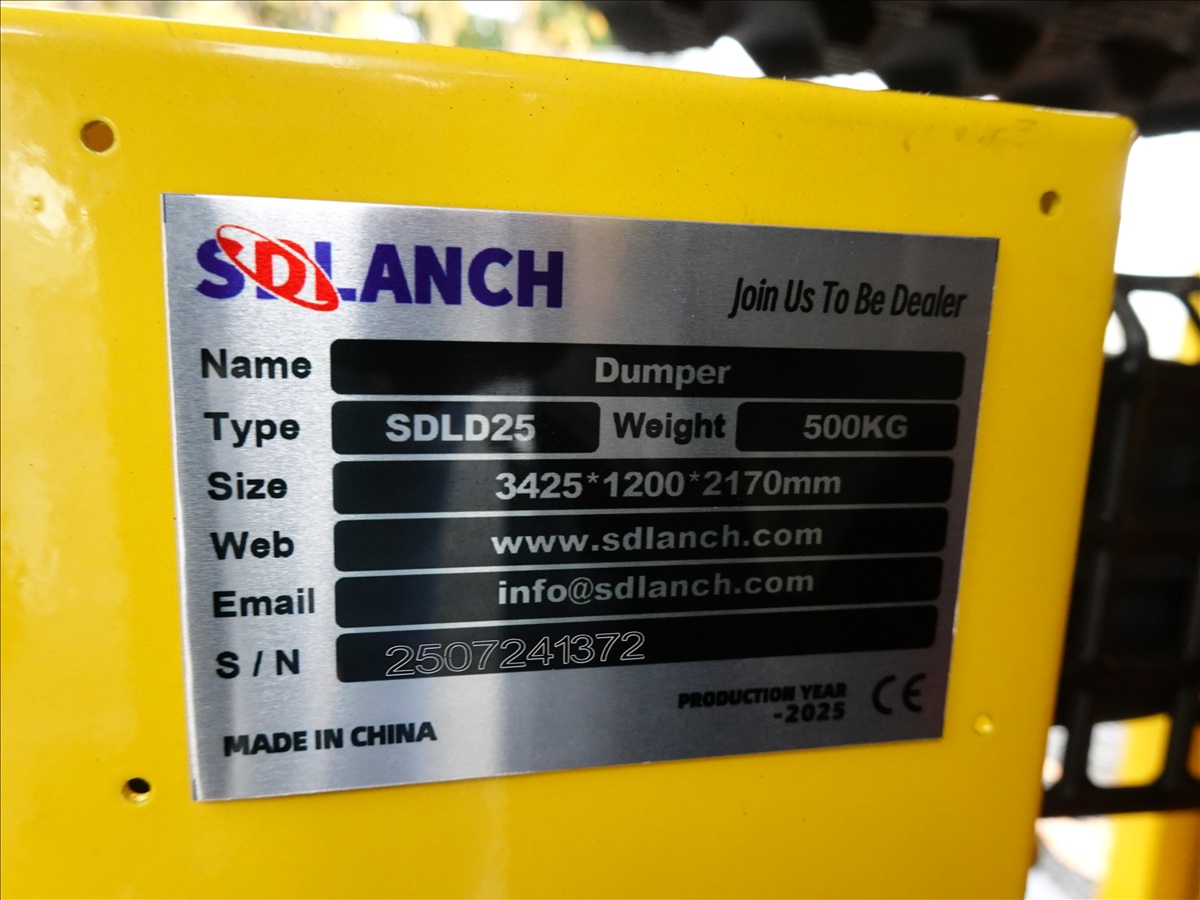 SDLANCH
Join Us To Be Dealer
Name Dumper
Type SDLD25 Weight 500KG
Size 3425*1200*2170mm
Web www.sdlanch.com
Email info@sdlanch.com
S / N 2507241372
PRODUCTION YEAR
-2025 CE
MADE IN CHINA